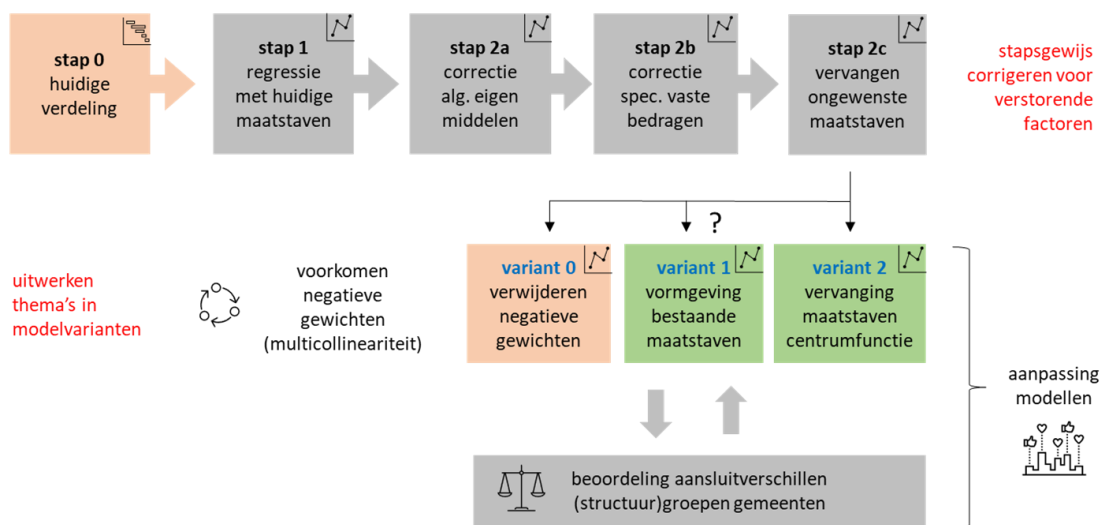 stap 0
huidige
verdeling
stap 1
regressie
met huidige
maatstaven
stap 2a
correctie
alg. eigen
middelen
stap 2b
correctie
spec. vaste
bedragen
stap 2c
vervangen
ongewenste
maatstaven
stapsgewijs
corrigeren voor
verstorende
factoren
?
uitwerken
thema's in
modelvarianten
voorkomen
negatieve
gewichten
(multicollineariteit)
variant 0
verwijderen
negatieve
gewichten
variant 1
vormgeving
bestaande
maatstaven
variant 2
vervanging
maatstaven
centrumfunctie
aanpassing
modellen
beoordeling aansluitverschillen
(structuur)groepen gemeenten